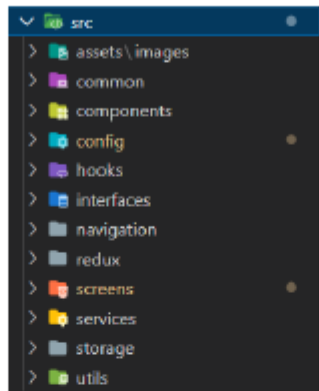 src
assets\images
common
components
config
hooks
interfaces
navigation
redux
screens
services
storage
utils